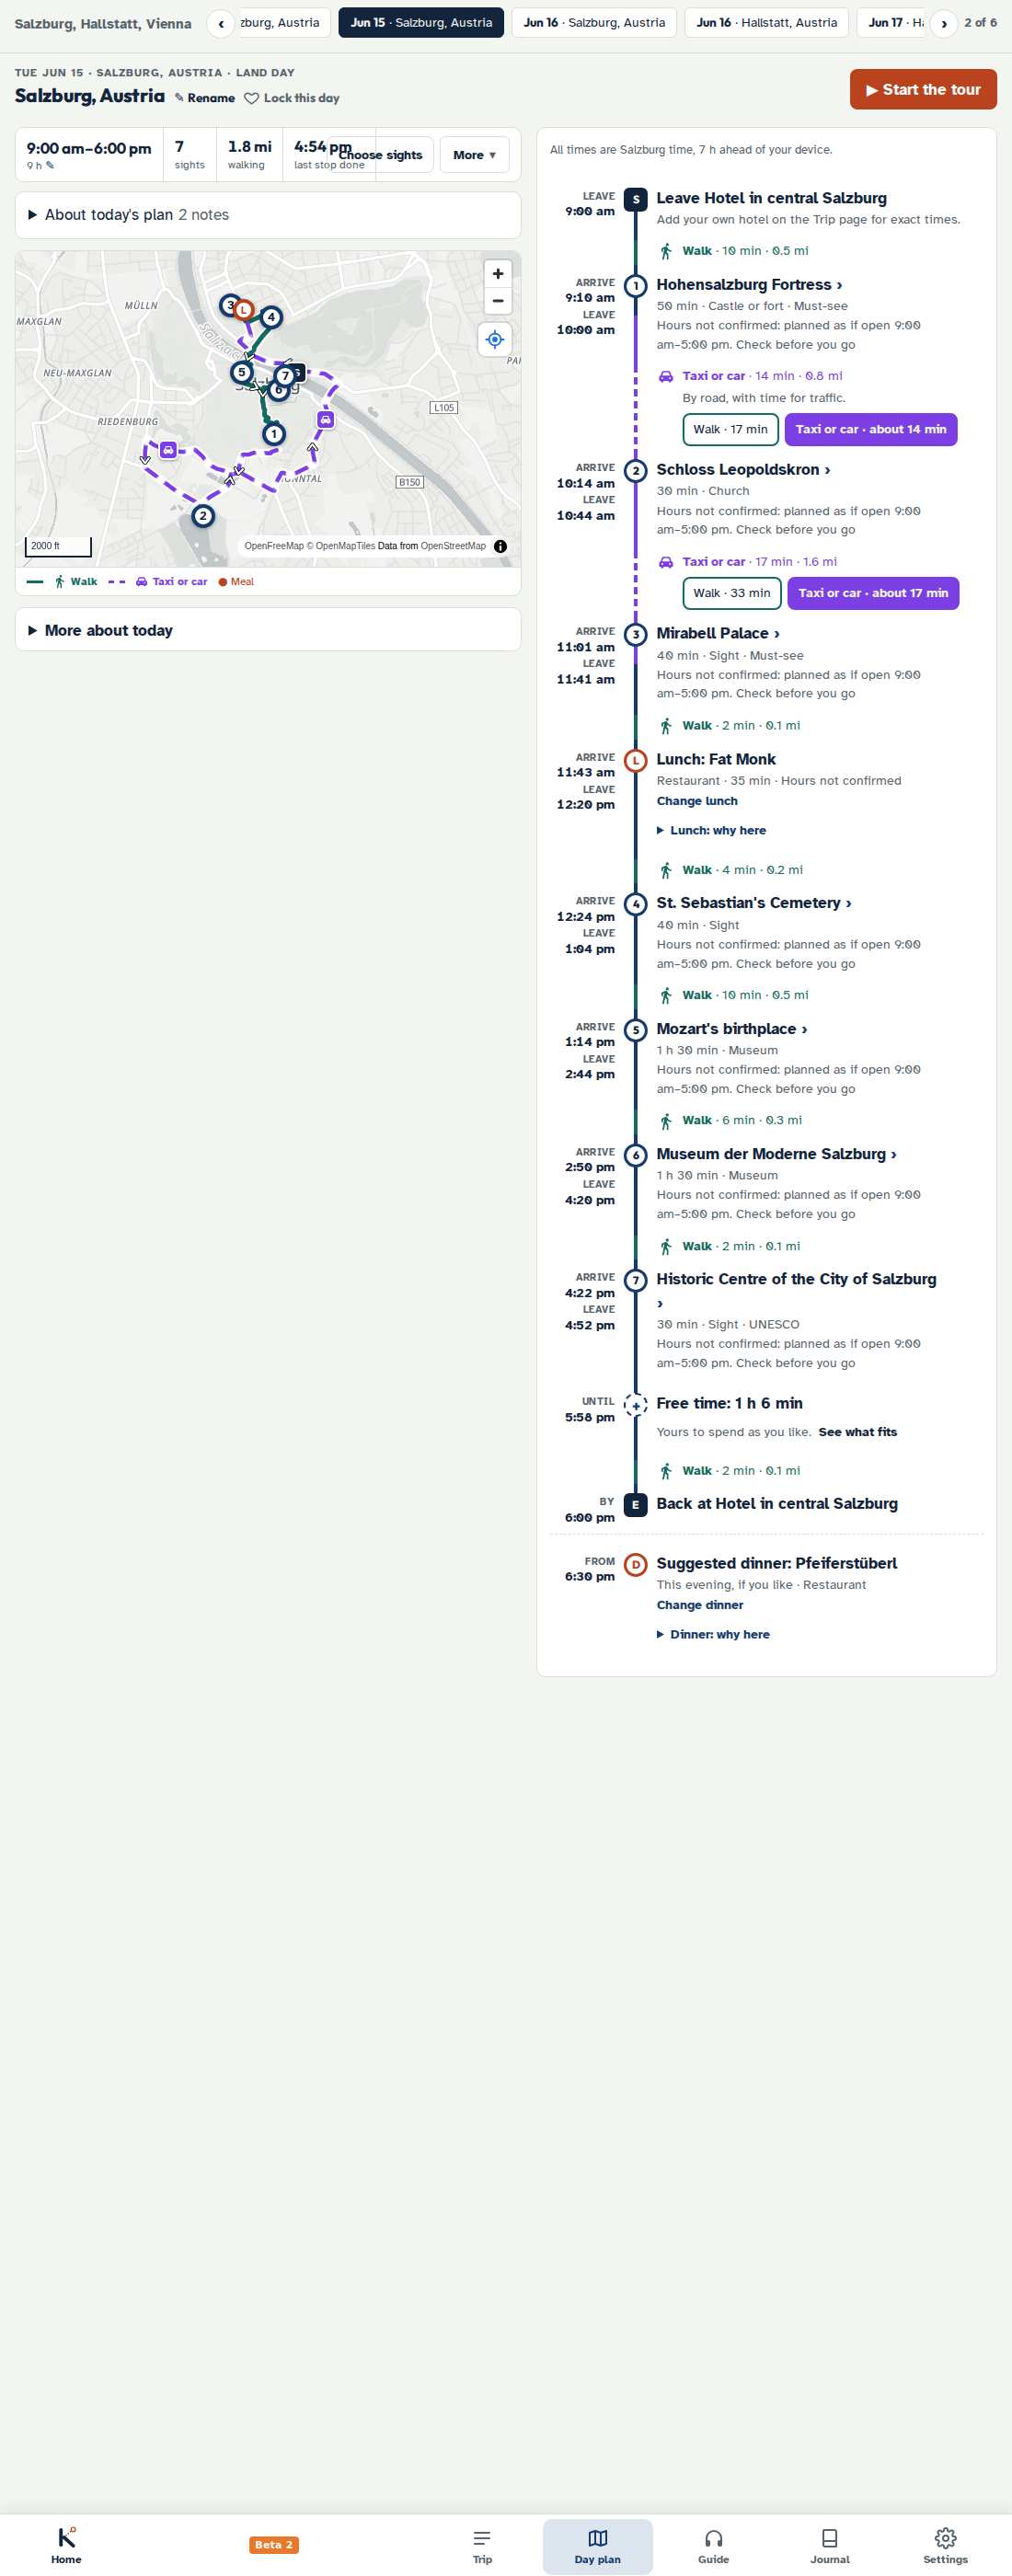 Salzburg, Hallstatt, Vienna
‹
zburg, Austria
Jun 15 · Salzburg, Austria
Jun 16 · Salzburg, Austria
Jun 16 · Hallstatt, Austria
Jun 17 · Ha
›
2 of 6
TUE JUN 15 · SALZBURG, AUSTRIA · LAND DAY
Salzburg, Austria ✎ Rename Lock this day
▶ Start the tour
9:00 am–6:00 pm
9 h ✎
7
sights
1.8 mi
walking
4:54 pm
last stop done
Choose sights
More ▾
▶ About today's plan 2 notes
MÜLLN
MAXGLAN
NEU-MAXGLAN
RIEDENBURG
L105
B150
3
L
4
5
7
6
1
2
+
−
2000 ft
OpenFreeMap © OpenMapTiles Data from OpenStreetMap
Walk
Taxi or car
Meal
▶ More about today
All times are Salzburg time, 7 h ahead of your device.
LEAVE
9:00 am
S
Leave Hotel in central Salzburg
Add your own hotel on the Trip page for exact times.
Walk · 10 min · 0.5 mi
ARRIVE
9:10 am
LEAVE
10:00 am
1
Hohensalzburg Fortress ›
50 min · Castle or fort · Must-see
Hours not confirmed: planned as if open 9:00
am–5:00 pm. Check before you go
Taxi or car · 14 min · 0.8 mi
By road, with time for traffic.
Walk · 17 min
Taxi or car · about 14 min
ARRIVE
10:14 am
LEAVE
10:44 am
2
Schloss Leopoldskron ›
30 min · Church
Hours not confirmed: planned as if open 9:00
am–5:00 pm. Check before you go
Taxi or car · 17 min · 1.6 mi
Walk · 33 min
Taxi or car · about 17 min
ARRIVE
11:01 am
LEAVE
11:41 am
3
Mirabell Palace ›
40 min · Sight · Must-see
Hours not confirmed: planned as if open 9:00
am–5:00 pm. Check before you go
Walk · 2 min · 0.1 mi
ARRIVE
11:43 am
LEAVE
12:20 pm
L
Lunch: Fat Monk
Restaurant · 35 min · Hours not confirmed
Change lunch
▶ Lunch: why here
Walk · 4 min · 0.2 mi
ARRIVE
12:24 pm
LEAVE
1:04 pm
4
St. Sebastian's Cemetery ›
40 min · Sight
Hours not confirmed: planned as if open 9:00
am–5:00 pm. Check before you go
Walk · 10 min · 0.5 mi
ARRIVE
1:14 pm
LEAVE
2:44 pm
5
Mozart's birthplace ›
1 h 30 min · Museum
Hours not confirmed: planned as if open 9:00
am–5:00 pm. Check before you go
Walk · 6 min · 0.3 mi
ARRIVE
2:50 pm
LEAVE
4:20 pm
6
Museum der Moderne Salzburg ›
1 h 30 min · Museum
Hours not confirmed: planned as if open 9:00
am–5:00 pm. Check before you go
Walk · 2 min · 0.1 mi
ARRIVE
4:22 pm
LEAVE
4:52 pm
7
Historic Centre of the City of Salzburg
›
30 min · Sight · UNESCO
Hours not confirmed: planned as if open 9:00
am–5:00 pm. Check before you go
UNTIL
5:58 pm
+
Free time: 1 h 6 min
Yours to spend as you like. See what fits
Walk · 2 min · 0.1 mi
BY
6:00 pm
E
Back at Hotel in central Salzburg
FROM
6:30 pm
D
Suggested dinner: Pfeiferstüberl
This evening, if you like · Restaurant
Change dinner
▶ Dinner: why here
Home
Beta 2
Trip
Day plan
Guide
Journal
Settings